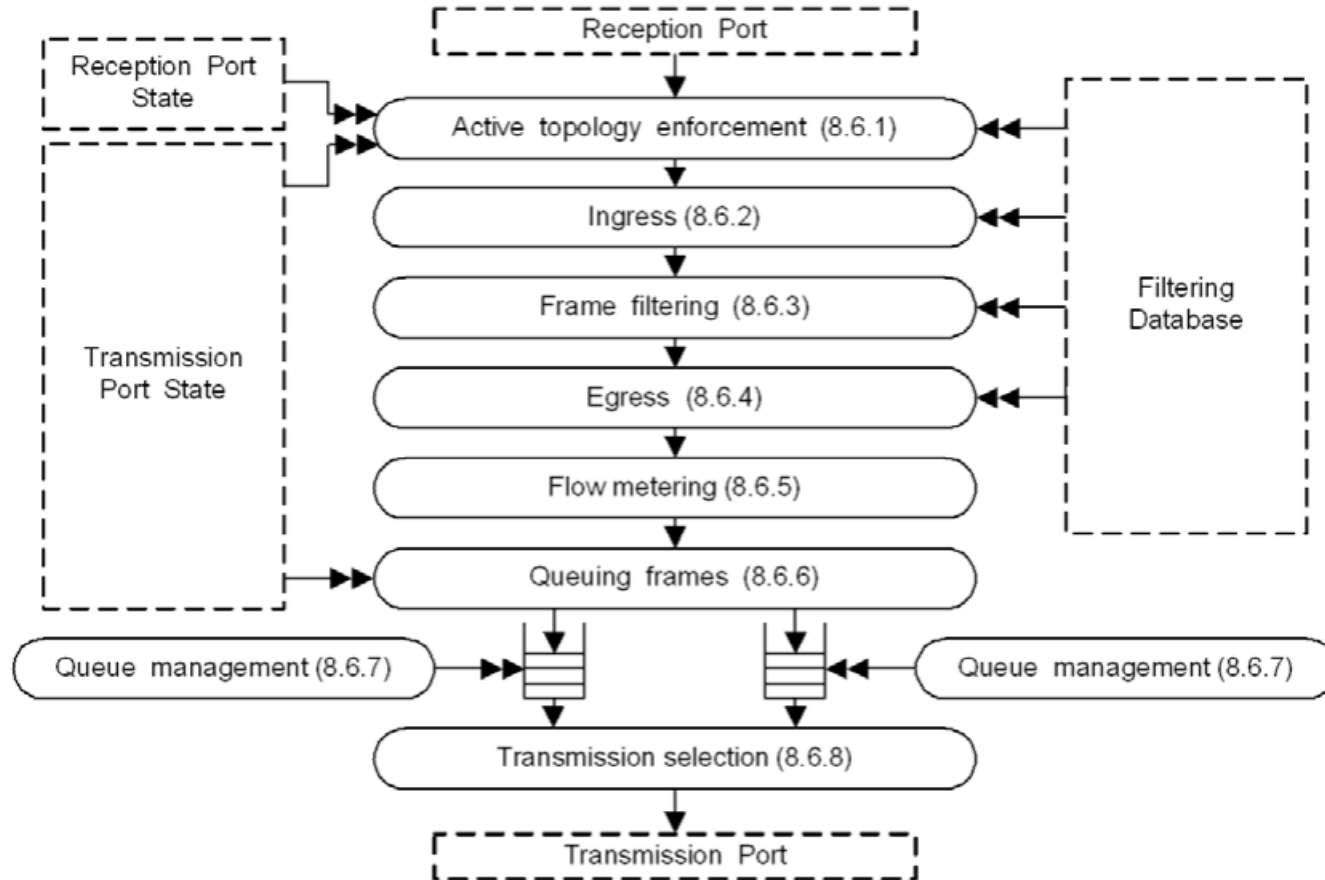 Reception Port
Reception Port
State
Active topology enforcement (8.6.1)
Ingress (8.6.2)
Frame filtering (8.6.3)
Filtering
Database
Transmission
Port State
Egress (8.6.4)
Flow metering (8.6.5)
Queuing frames (8.6.6)
Queue management (8.6.7)
Queue management (8.6.7)
Transmission selection (8.6.8)
Transmission Port